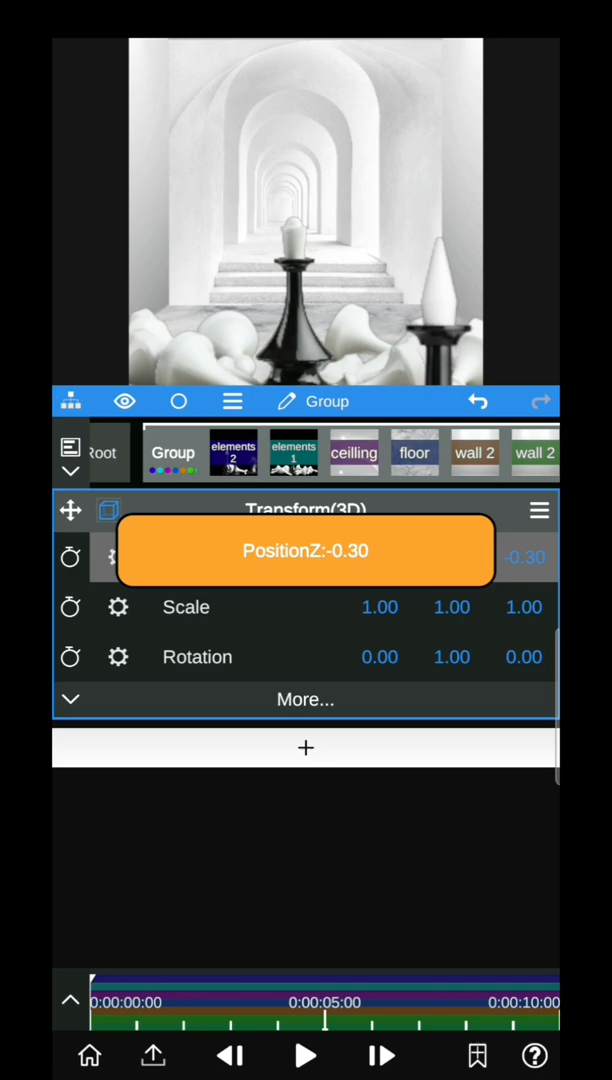 Group
Root
Group
elements 2
elements 1
ceilling
floor
wall 2
wall 2
Transform(3D)
PositionZ:-0.30
-0.30
Scale 1.00 1.00 1.00
Rotation 0.00 1.00 0.00
More...
+
0:00:00:00 0:00:05:00 0:00:10:00